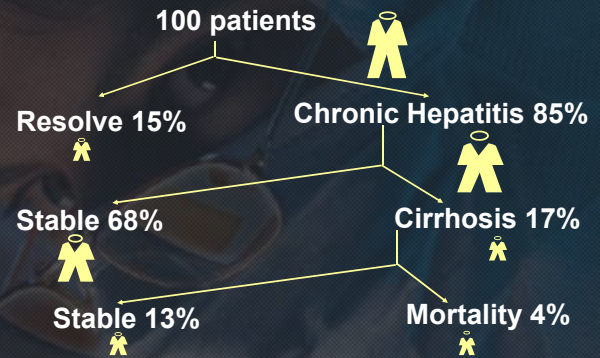 100 patients
Resolve 15%
Chronic Hepatitis 85%
Stable 68%
Cirrhosis 17%
Stable 13%
Mortality 4%